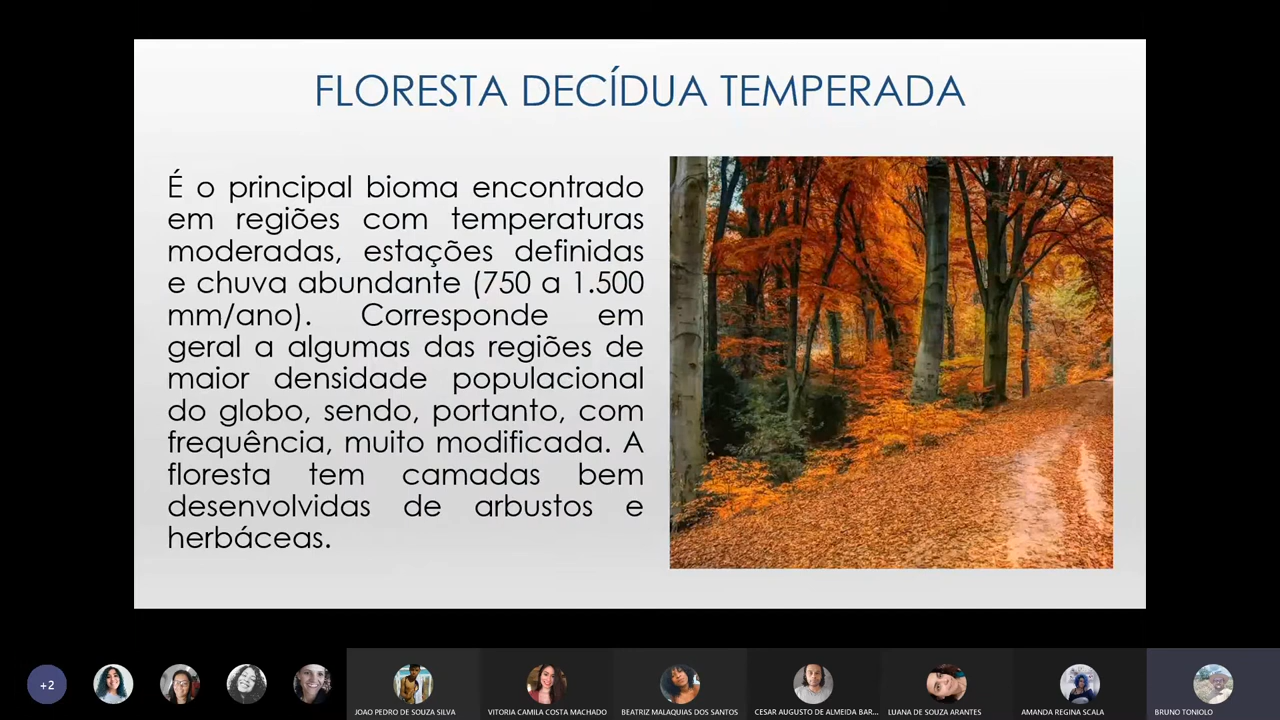 FLORESTA DECÍDUA TEMPERADA
É o principal bioma encontrado
em regiões com temperaturas
moderadas, estações definidas
e chuva abundante (750 a 1.500
mm/ano). Corresponde em
geral a algumas das regiões de
maior densidade populacional
do globo, sendo, portanto, com
frequência, muito modificada. A
floresta tem camadas bem
desenvolvidas de arbustos e
herbáceas.
+2
JOAO PEDRO DE SOUZA SILVA
VITORIA CAMILA COSTA MACHADO
BEATRIZ MALAQUIAS DOS SANTOS
CESAR AUGUSTO DE ALMEIDA BAR...
LUANA DE SOUZA ARANTES
AMANDA REGINA SCALA
BRUNO TONIOLO